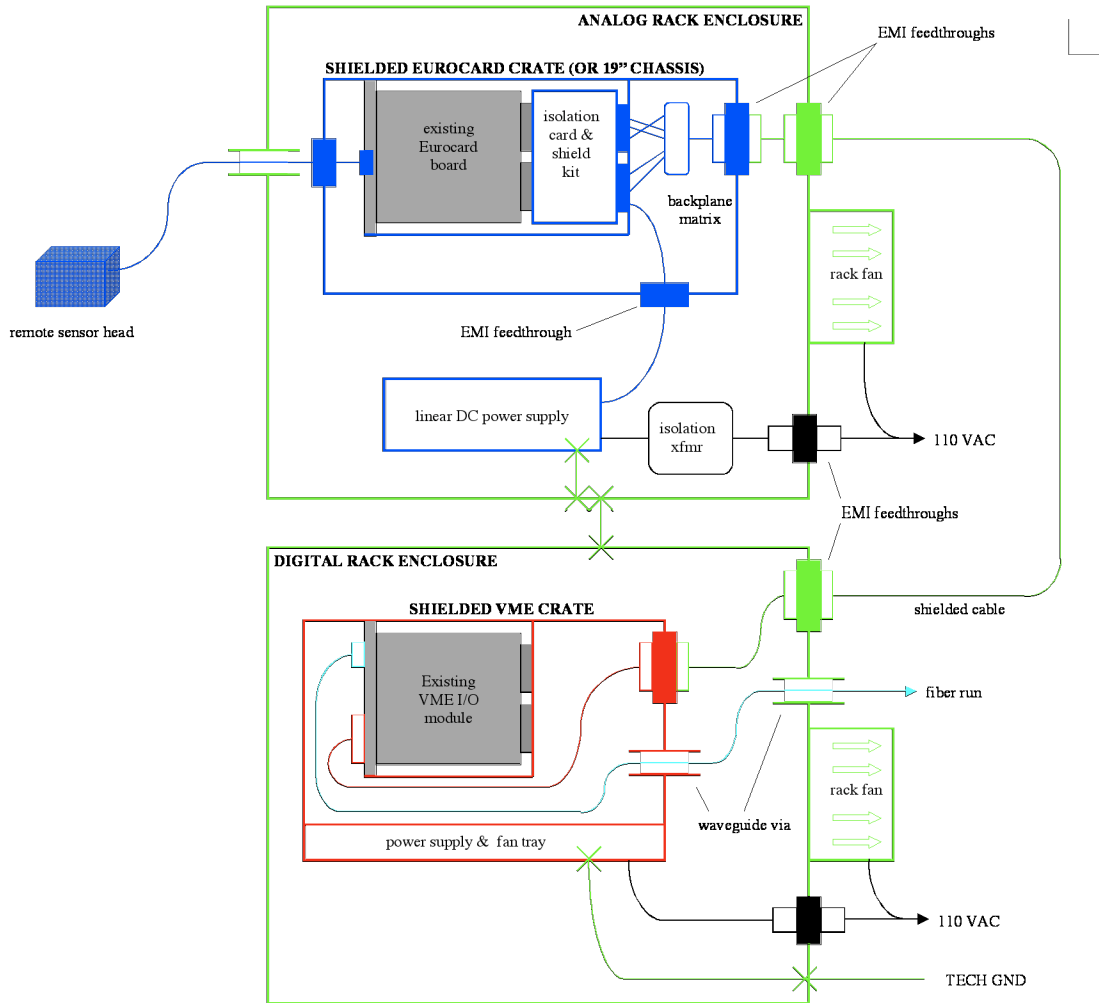 ANALOG RACK ENCLOSURE
EMI feedthroughs
SHIELDED EUROCARD CRATE (OR 19” CHASSIS)
existing
Eurocard
board
isolation
card &
shield
kit
backplane
matrix
rack fan
remote sensor head
EMI feedthrough
linear DC power supply
isolation
xfmr
110 VAC
EMI feedthroughs
DIGITAL RACK ENCLOSURE
SHIELDED VME CRATE
shielded cable
Existing
VME I/O
module
fiber run
rack fan
waveguide via
power supply & fan tray
110 VAC
TECH GND